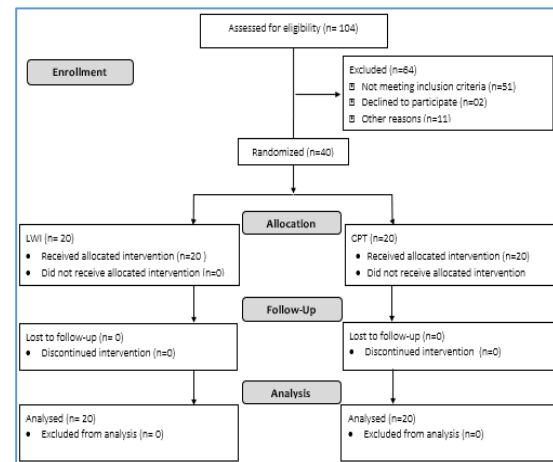 Assessed for eligibility (n= 104)
Enrollment
Excluded (n=64)
Not meeting inclusion criteria (n=51)
Declined to participate (n=02)
Other reasons (n=11)
Randomized (n=40)
Allocation
LWI (n= 20)
• Received allocated intervention (n=20 )
• Did not receive allocated intervention (n=0)
CPT (n=20)
• Received allocated intervention (n=20)
• Did not receive allocated intervention
Follow-Up
Lost to follow-up (n= 0)
• Discontinued intervention (n=0)
Lost to follow-up (n=0)
• Discontinued intervention (n=0)
Analysis
Analysed (n= 20)
• Excluded from analysis (n= 0)
Analysed (n=20)
• Excluded from analysis (n=0)